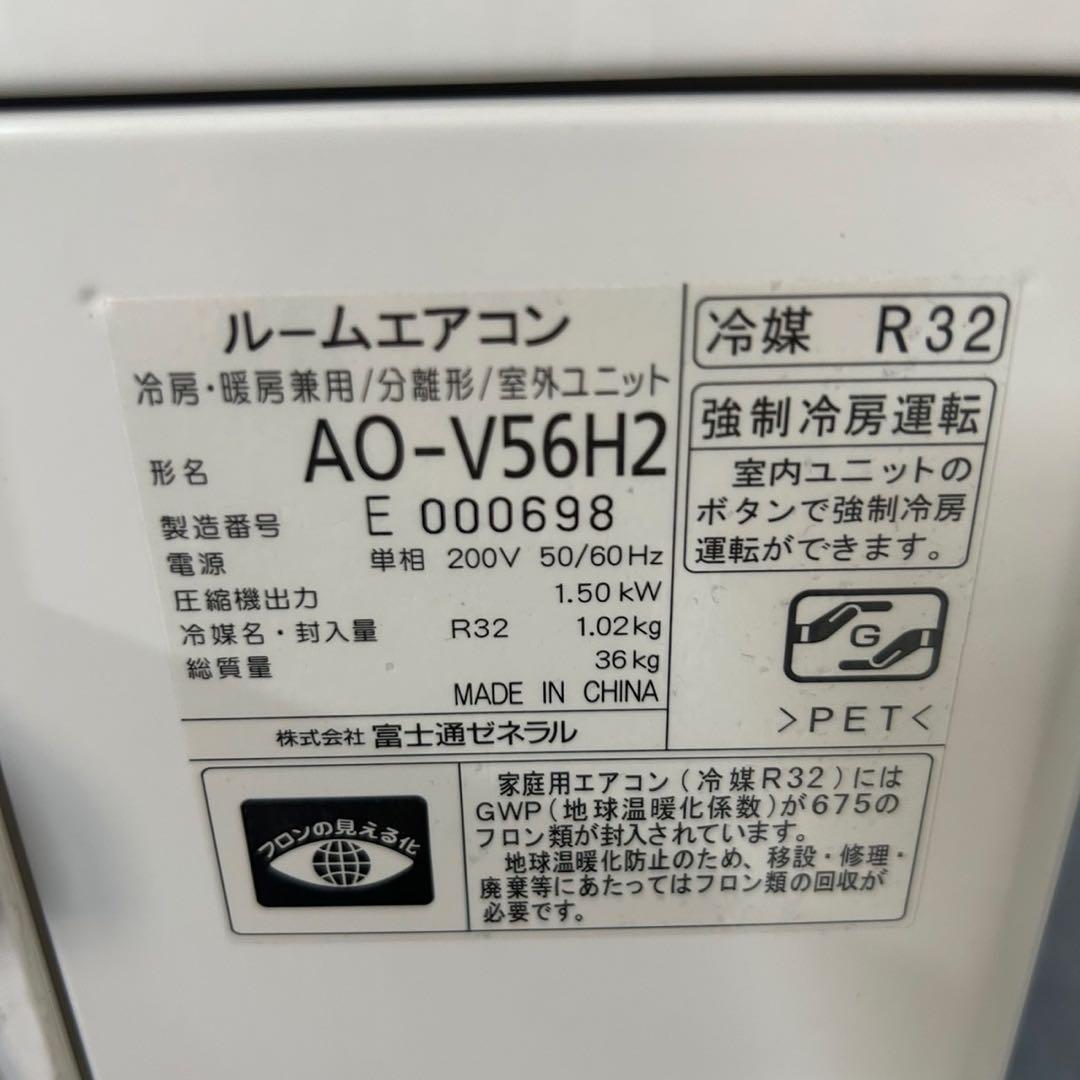 ルームエアコン
冷房・暖房兼用/分離形/室外ユニット
形名 AO-V56H2
製造番号 E 000698
電源 単相 200V 50/60Hz
圧縮機出力 1.50kW
冷媒名・封入量 R32 1.02kg
総質量 36kg
MADE IN CHINA
株式会社 富士通ゼネラル
冷媒 R32
強制冷房運転
室内ユニットの
ボタンで強制冷房
運転ができます。
G
>PET<
フロンの見える化
家庭用エアコン(冷媒R32)には
GWP(地球温暖化係数)が675の
フロン類が封入されています。
地球温暖化防止のため、移設・修理・
廃棄等にあたってはフロン類の回収が
必要です。